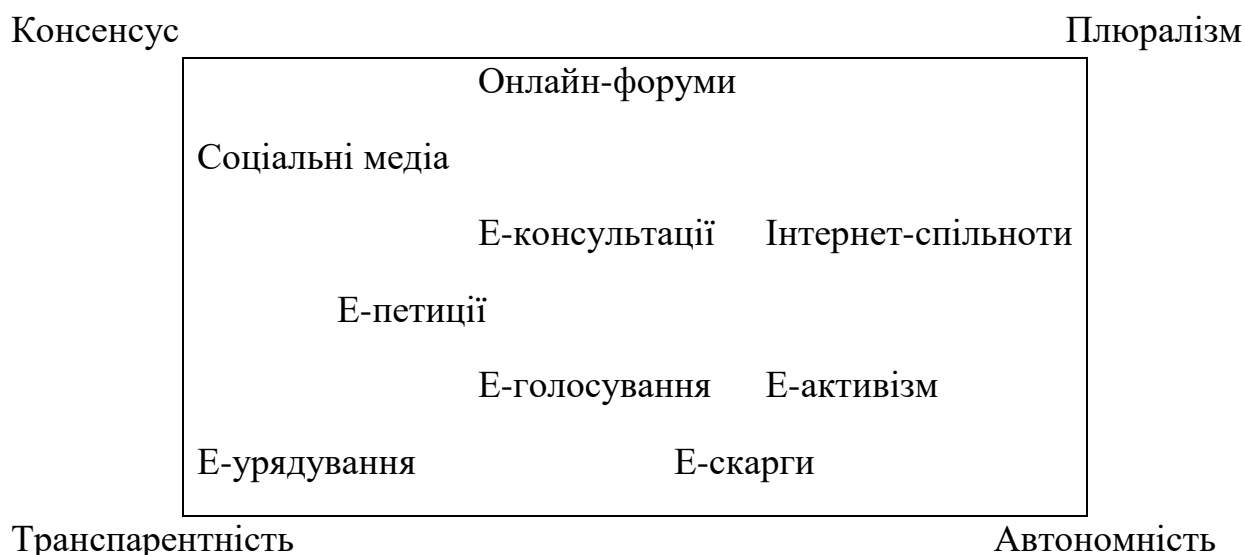 Консенсус Плюралізм
Онлайн-форуми
Соціальні медіа
Е-консультації Інтернет-спільноти
Е-петиції
Е-голосування Е-активізм
Е-урядування Е-скарги
Транспарентність Автономність